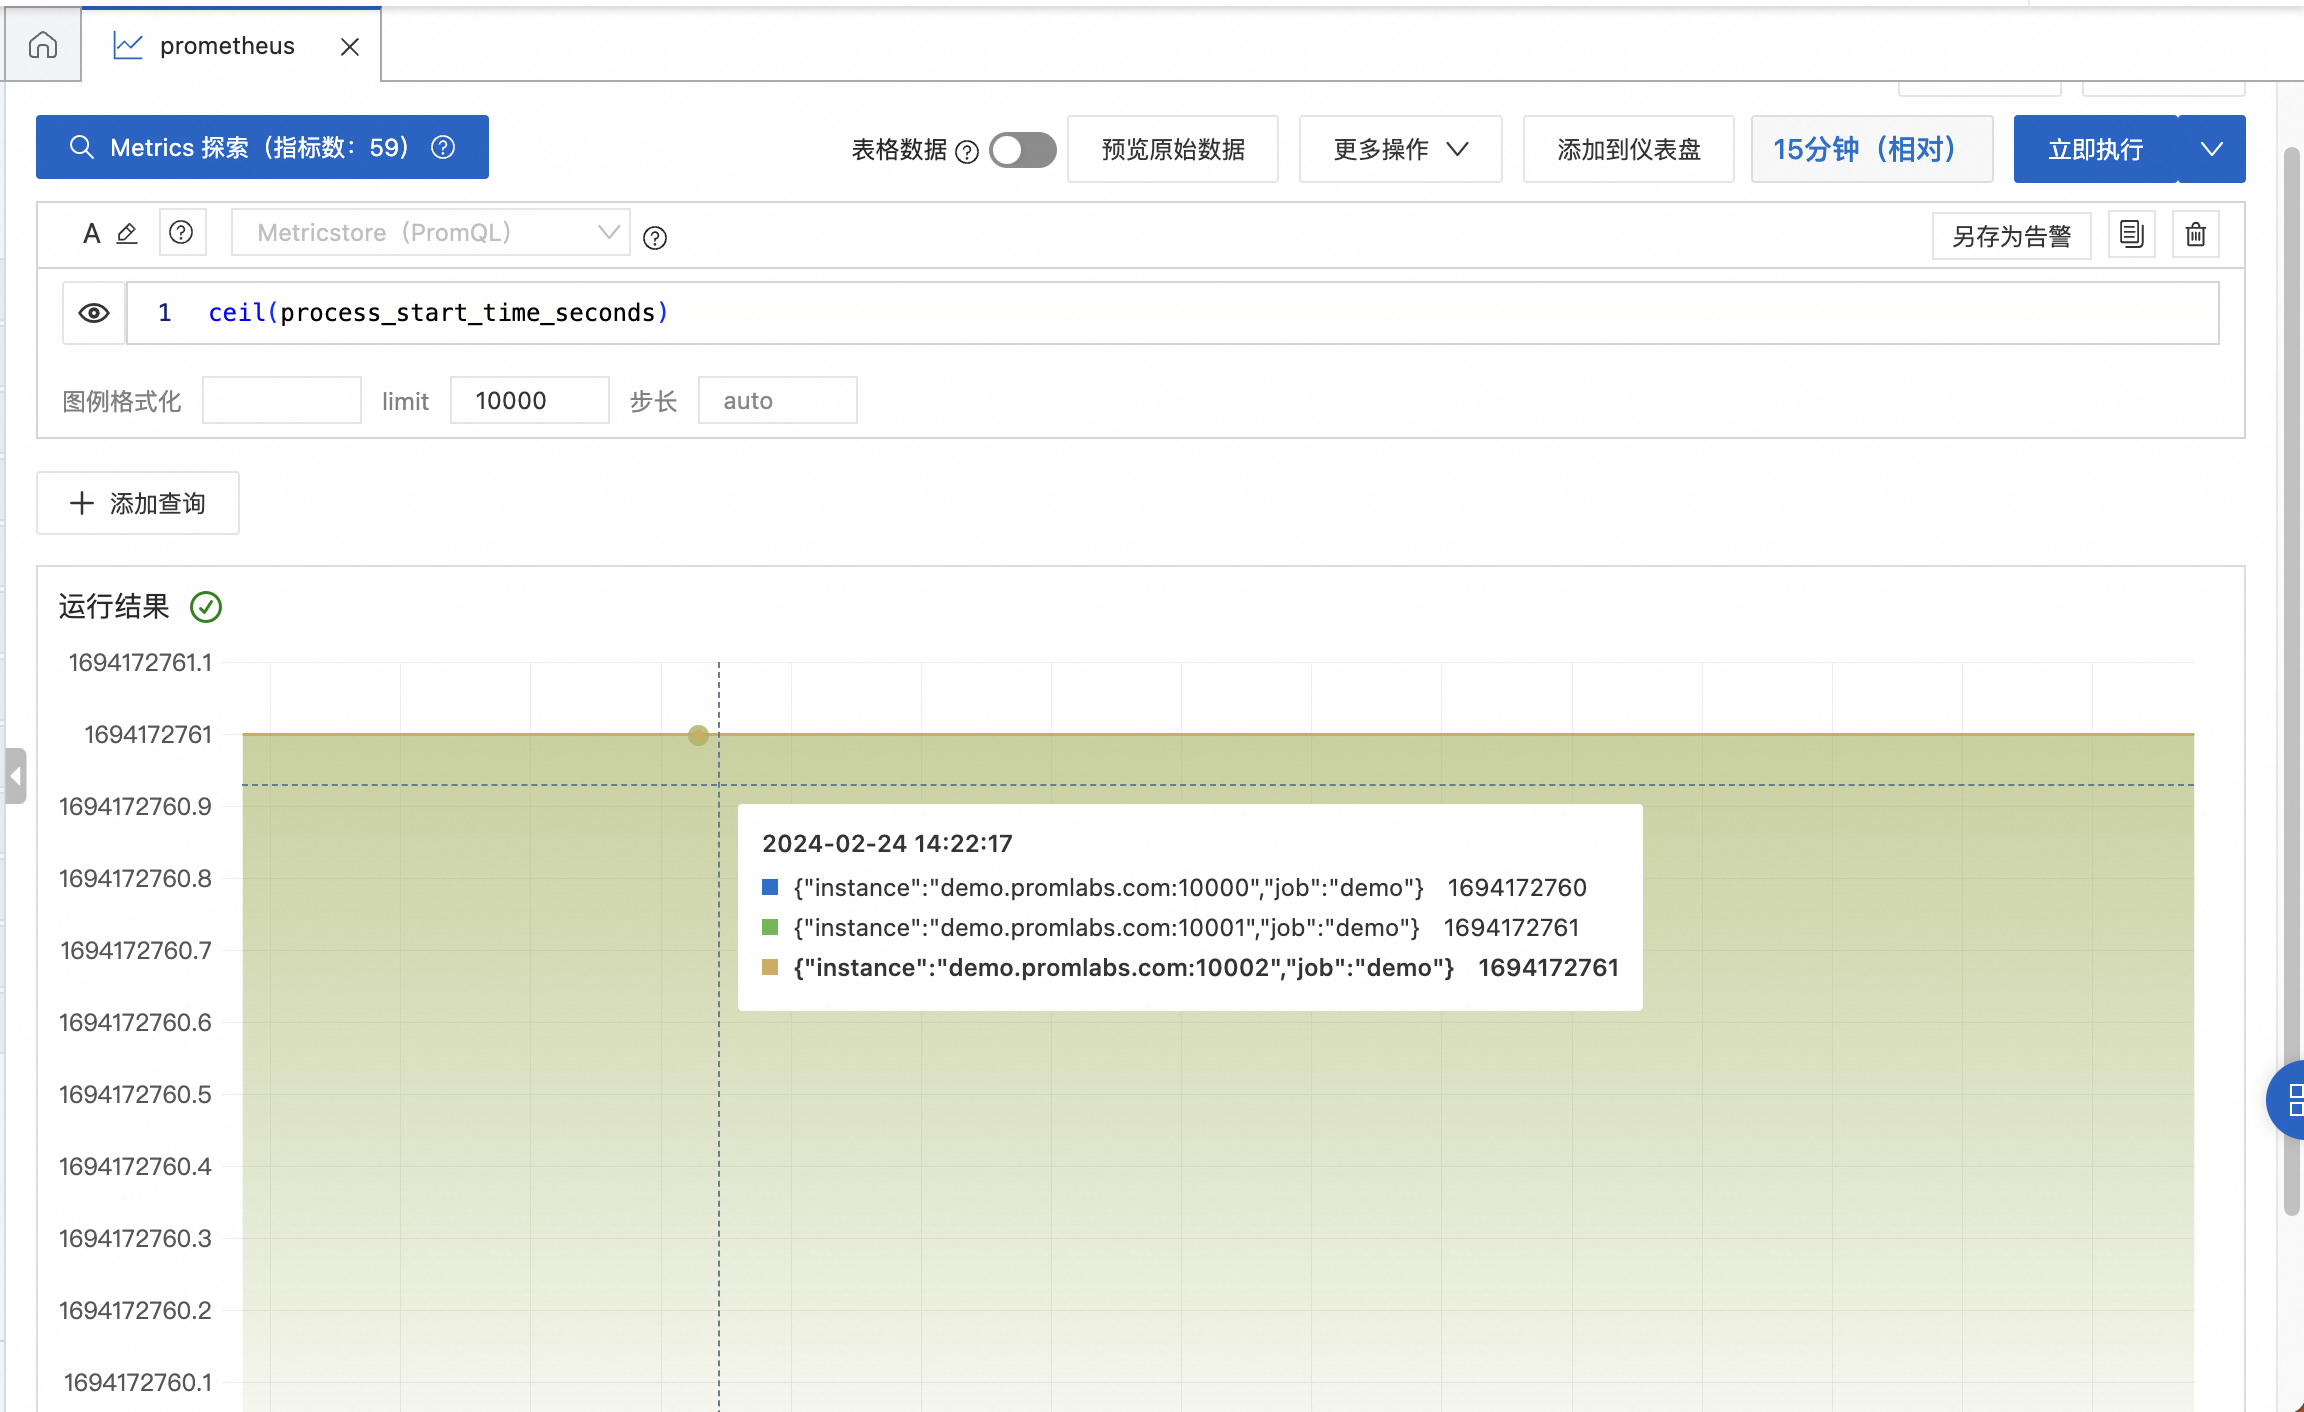 prometheus
Metrics 探索（指标数：59）
表格数据
预览原始数据
更多操作
添加到仪表盘
15分钟（相对）
立即执行
A
Metricstore（PromQL）
另存为告警
1 ceil(process_start_time_seconds)
图例格式化
limit 10000
步长 auto
添加查询
运行结果
1694172761.1
1694172761
1694172760.9
1694172760.8
1694172760.7
1694172760.6
1694172760.5
1694172760.4
1694172760.3
1694172760.2
1694172760.1
2024-02-24 14:22:17
{"instance":"demo.promlabs.com:10000","job":"demo"} 1694172760
{"instance":"demo.promlabs.com:10001","job":"demo"} 1694172761
{"instance":"demo.promlabs.com:10002","job":"demo"} 1694172761